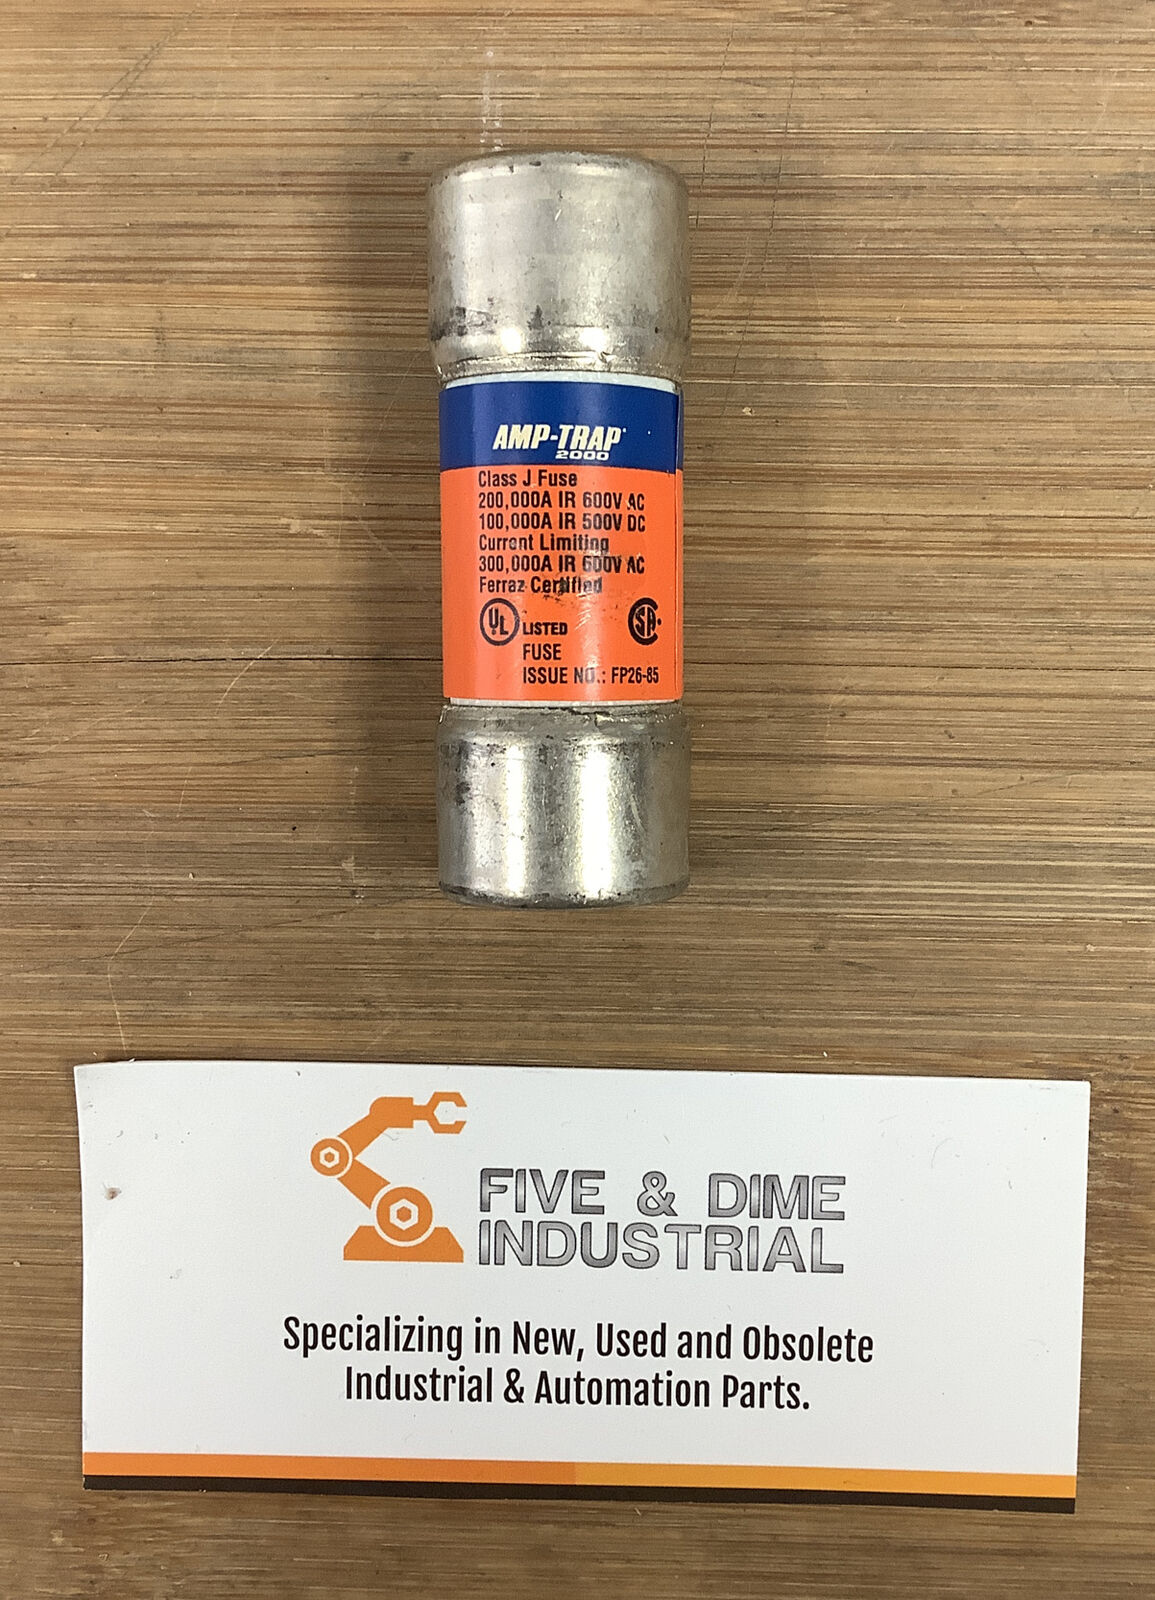 AMP-TRAP
2000
Class J Fuse
200,000A IR 600V AC
100,000A IR 500V DC
Current Limiting
300,000A IR 600V AC
Ferraz Certified
UL LISTED SA
FUSE
ISSUE NO.: FP26-85
FIVE & DIME
INDUSTRIAL
Specializing in New, Used and Obsolete
Industrial & Automation Parts.